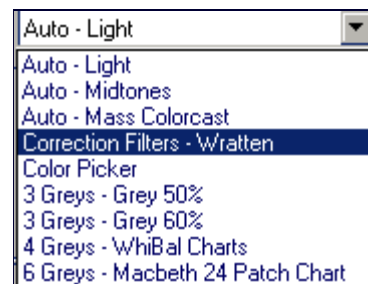 Auto - Light
Auto - Light
Auto - Midtones
Auto - Mass Colorcast
Correction Filters - Wratten
Color Picker
3 Greys - Grey 50%
3 Greys - Grey 60%
4 Greys - WhiBal Charts
6 Greys - Macbeth 24 Patch Chart